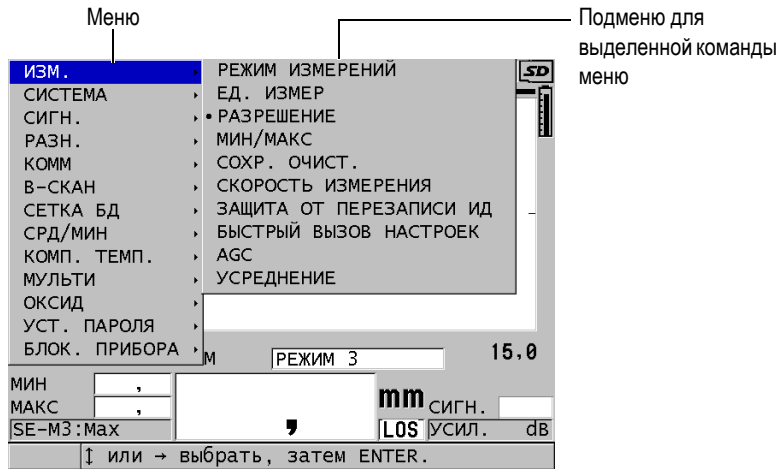 Меню
Подменю для
выделенной команды
меню
ИЗМ.
СИСТЕМА
СИГН.
РАЗН.
КОММ
В-СКАН
СЕТКА БД
СРД/МИН
КОМП. ТЕМП.
МУЛЬТИ
ОКСИД
УСТ. ПАРОЛЯ
БЛОК. ПРИБОРА
РЕЖИМ ИЗМЕРЕНИЙ
ЕД. ИЗМЕР
• РАЗРЕШЕНИЕ
МИН/МАКС
СОХР. ОЧИСТ.
СКОРОСТЬ ИЗМЕРЕНИЯ
ЗАЩИТА ОТ ПЕРЕЗАПИСИ ИД
БЫСТРЫЙ ВЫЗОВ НАСТРОЕК
AGC
УСРЕДНЕНИЕ
SD
М РЕЖИМ 3 15,0
МИН ,
МАКС , , mm СИГН.
SE-M3:Max LOS УСИЛ. dB
↕ или → выбрать, затем ENTER.